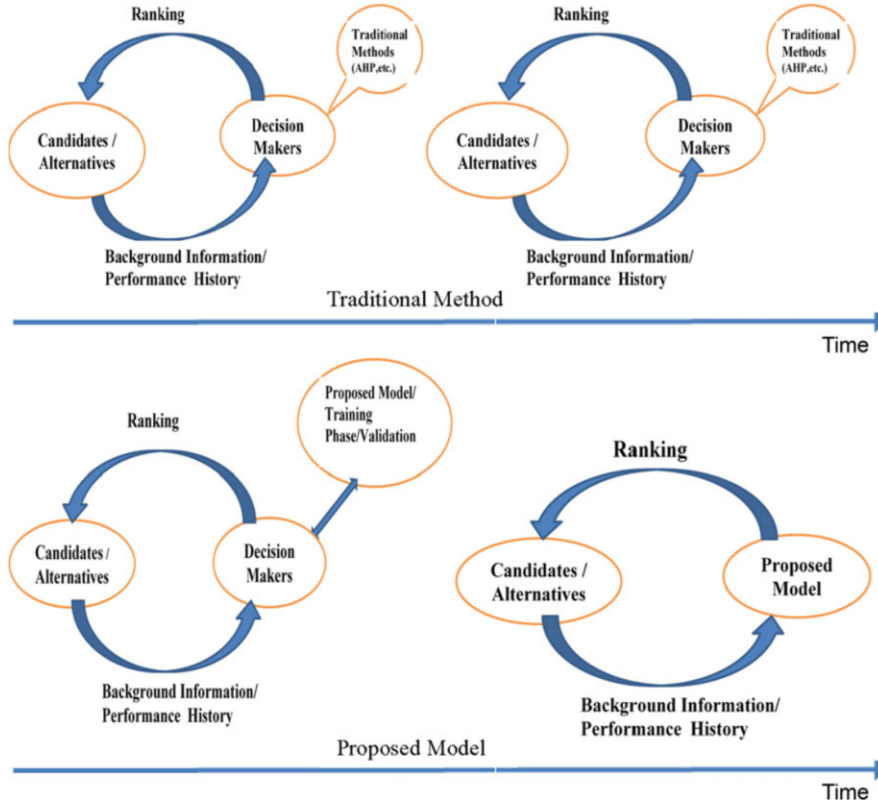 Ranking
Traditional
Methods
(AHP,etc.)
Candidates /
Alternatives
Decision
Makers
Background Information/
Performance History
Ranking
Traditional
Methods
(AHP,etc.)
Candidates /
Alternatives
Decision
Makers
Background Information/
Performance History
Traditional Method
Time
Ranking
Proposed Model/
Training
Phase/Validation
Candidates /
Alternatives
Decision
Makers
Background Information/
Performance History
Ranking
Candidates /
Alternatives
Proposed
Model
Background Information/
Performance History
Proposed Model
Time